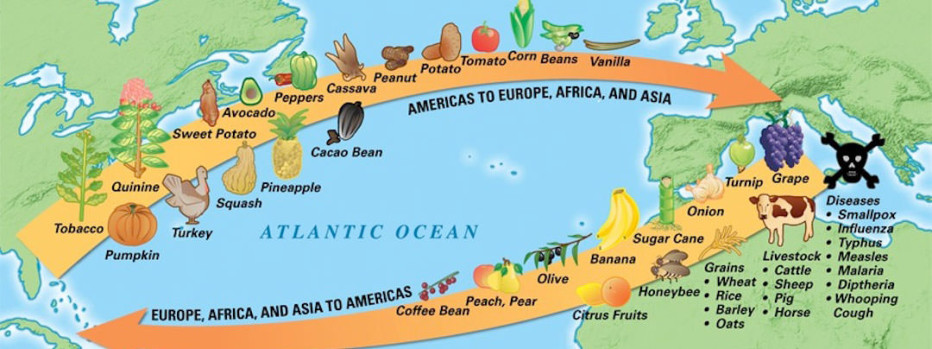 Tobacco
Quinine
Pumpkin
Turkey
Sweet Potato
Squash
Avocado
Pineapple
Peppers
Cassava
Cacao Bean
Peanut
Potato
Tomato
Corn
Beans
Vanilla
AMERICAS TO EUROPE, AFRICA, AND ASIA
ATLANTIC OCEAN
EUROPE, AFRICA, AND ASIA TO AMERICAS
Coffee Bean
Peach, Pear
Olive
Citrus Fruits
Banana
Sugar Cane
Honeybee
Onion
Turnip
Grape
Grains
• Wheat
• Rice
• Barley
• Oats
Livestock
• Cattle
• Sheep
• Pig
• Horse
Diseases
• Smallpox
• Influenza
• Typhus
• Measles
• Malaria
• Diptheria
• Whooping
Cough